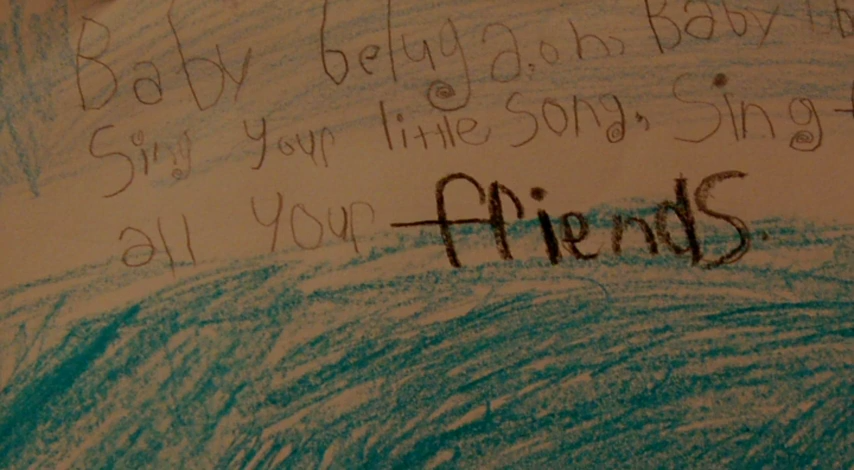 Baby beluga, oh, Baby
Sing your little song, Sing
all your friends.